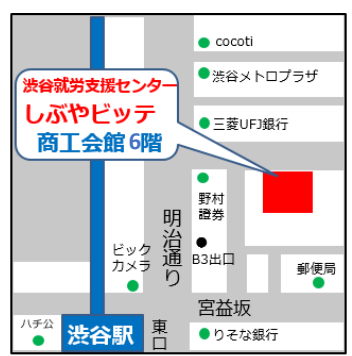 cocoti
渋谷メトロプラザ
渋谷就労支援センター
しぶやビッテ
商工会館6階
三菱UFJ銀行
野村
證券
明治通り
B3出口
ビック
カメラ
郵便局
宮益坂
ハチ公
渋谷駅
東口
りそな銀行